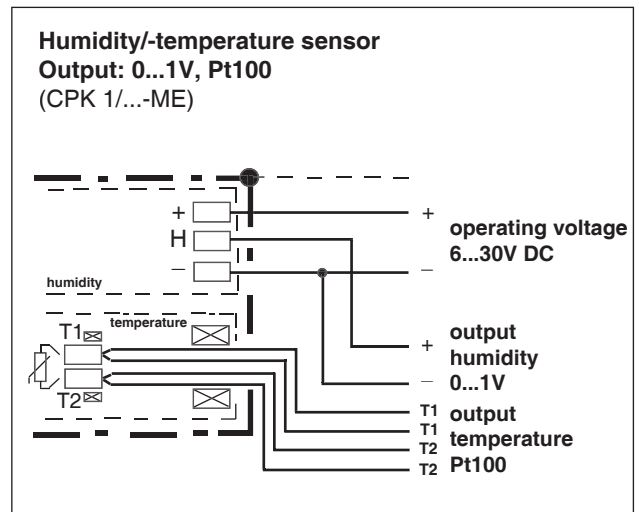 Humidity/-temperature sensor
Output: 0...1V, Pt100
(CPK 1/...-ME)
+
H
−
+
operating voltage
6...30V DC
−
humidity
temperature
T1
T2
+
output
humidity
−
0...1V
T1
output
T1
temperature
T2
T2
Pt100